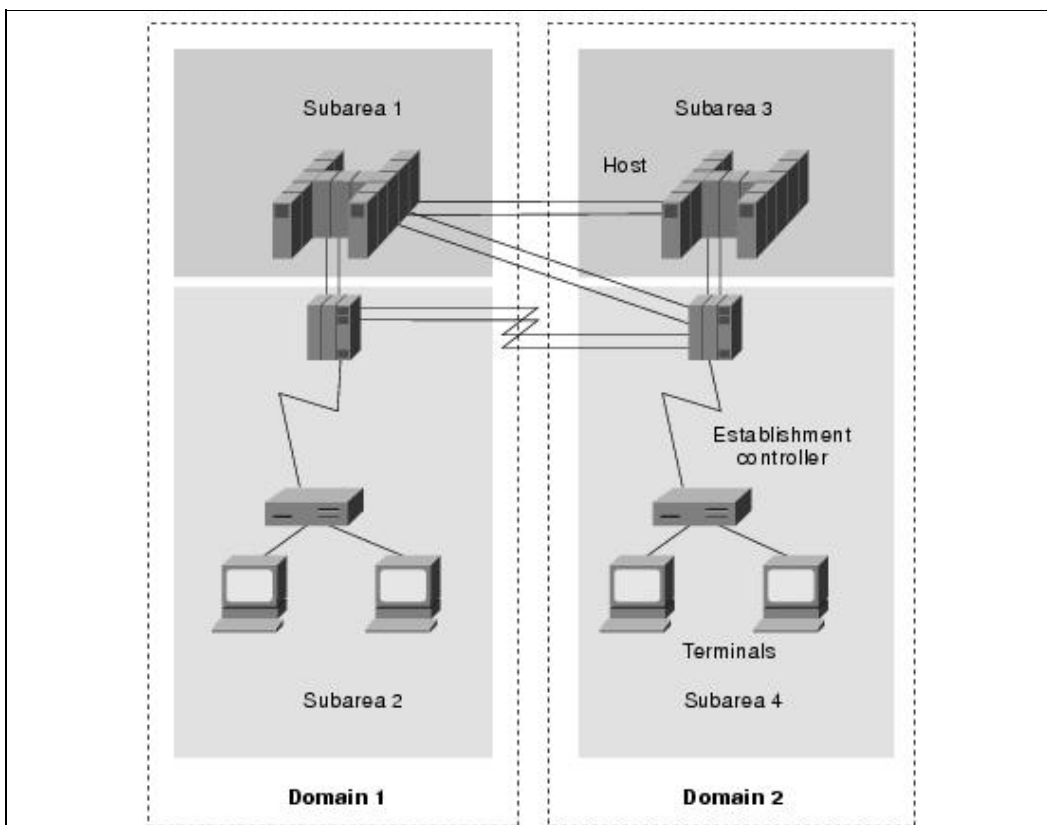 Subarea 1
Subarea 3
Host
Establishment
controller
Terminals
Subarea 2
Subarea 4
Domain 1
Domain 2